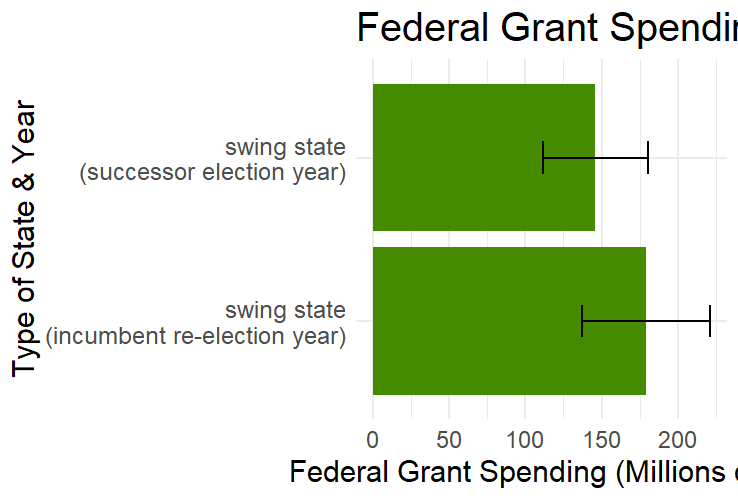 Federal Grant Spendin
Type of State & Year
swing state
(successor election year)
swing state
(incumbent re-election year)
0 50 100 150 200
Federal Grant Spending (Millions